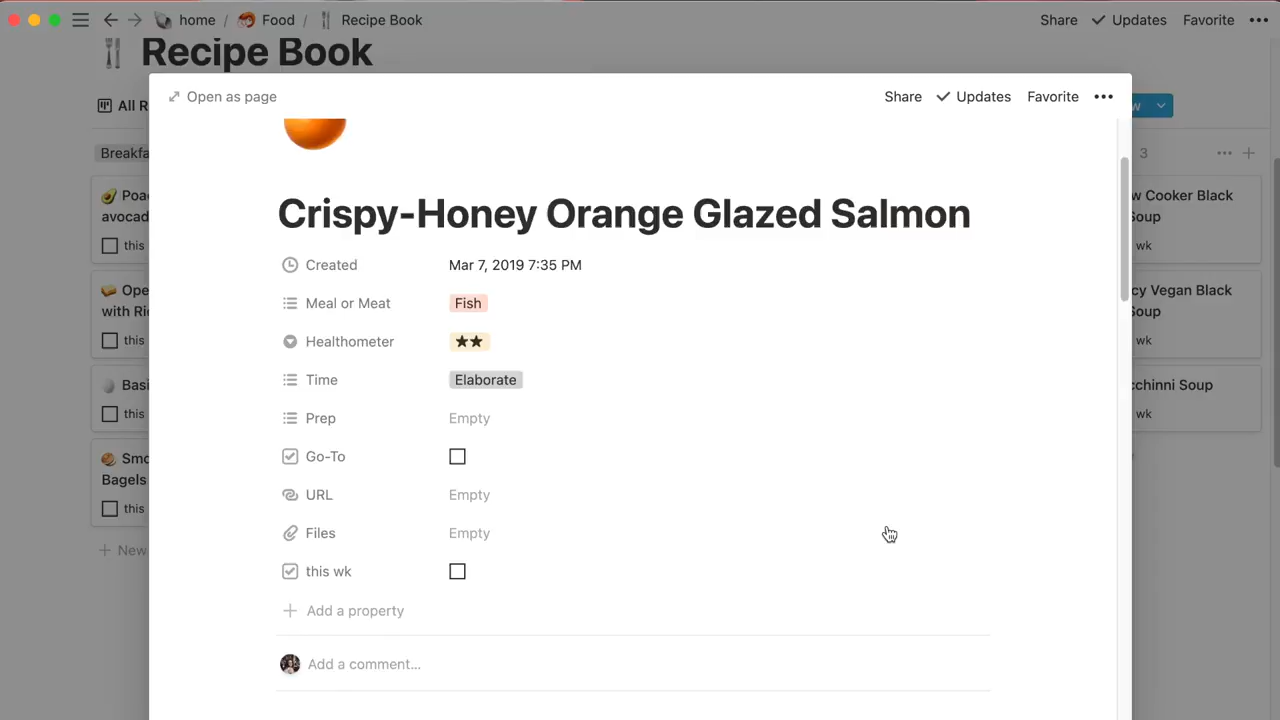 home / Food / Recipe Book
Share Updates Favorite
Recipe Book
All R
Open as page
Share Updates Favorite
w
Breakfa
3
Poa
avocad
this
Ope
with Ri
this
Basi
this
Smo
Bagels
this
New
Crispy-Honey Orange Glazed Salmon
Created Mar 7, 2019 7:35 PM
Meal or Meat Fish
Healthometer ★★
Time Elaborate
Prep Empty
Go-To
URL Empty
Files Empty
this wk
Add a property
Add a comment...
w Cooker Black
Soup
wk
cy Vegan Black
Soup
wk
cchinni Soup
wk